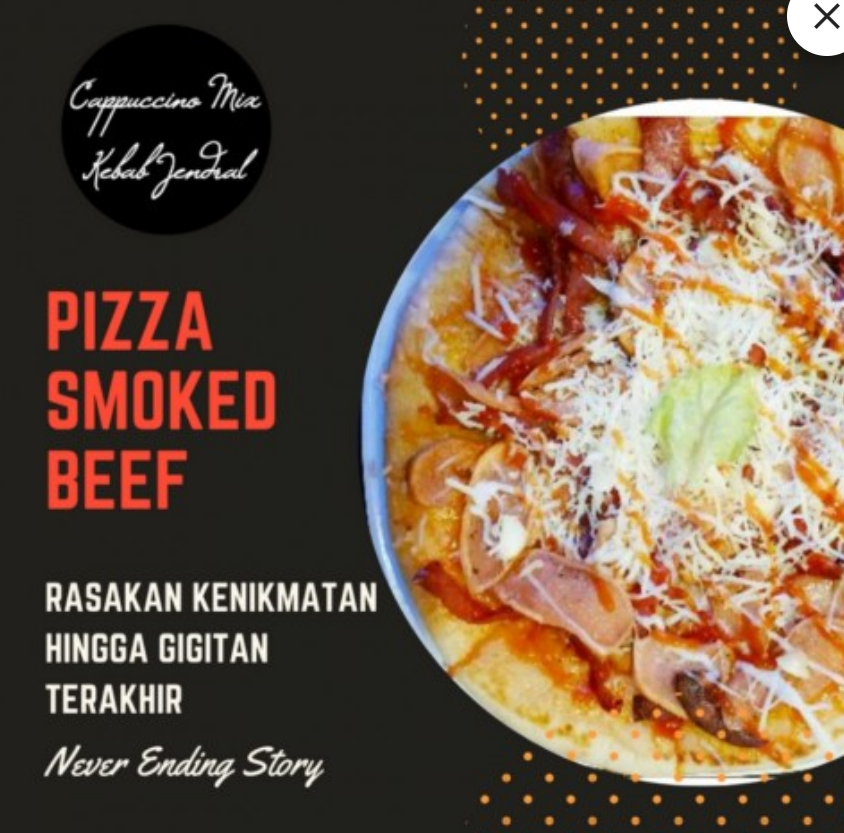 Cappuccino Mix
Kebab Jendral
PIZZA
SMOKED
BEEF
RASAKAN KENIKMATAN
HINGGA GIGITAN
TERAKHIR
Never Ending Story